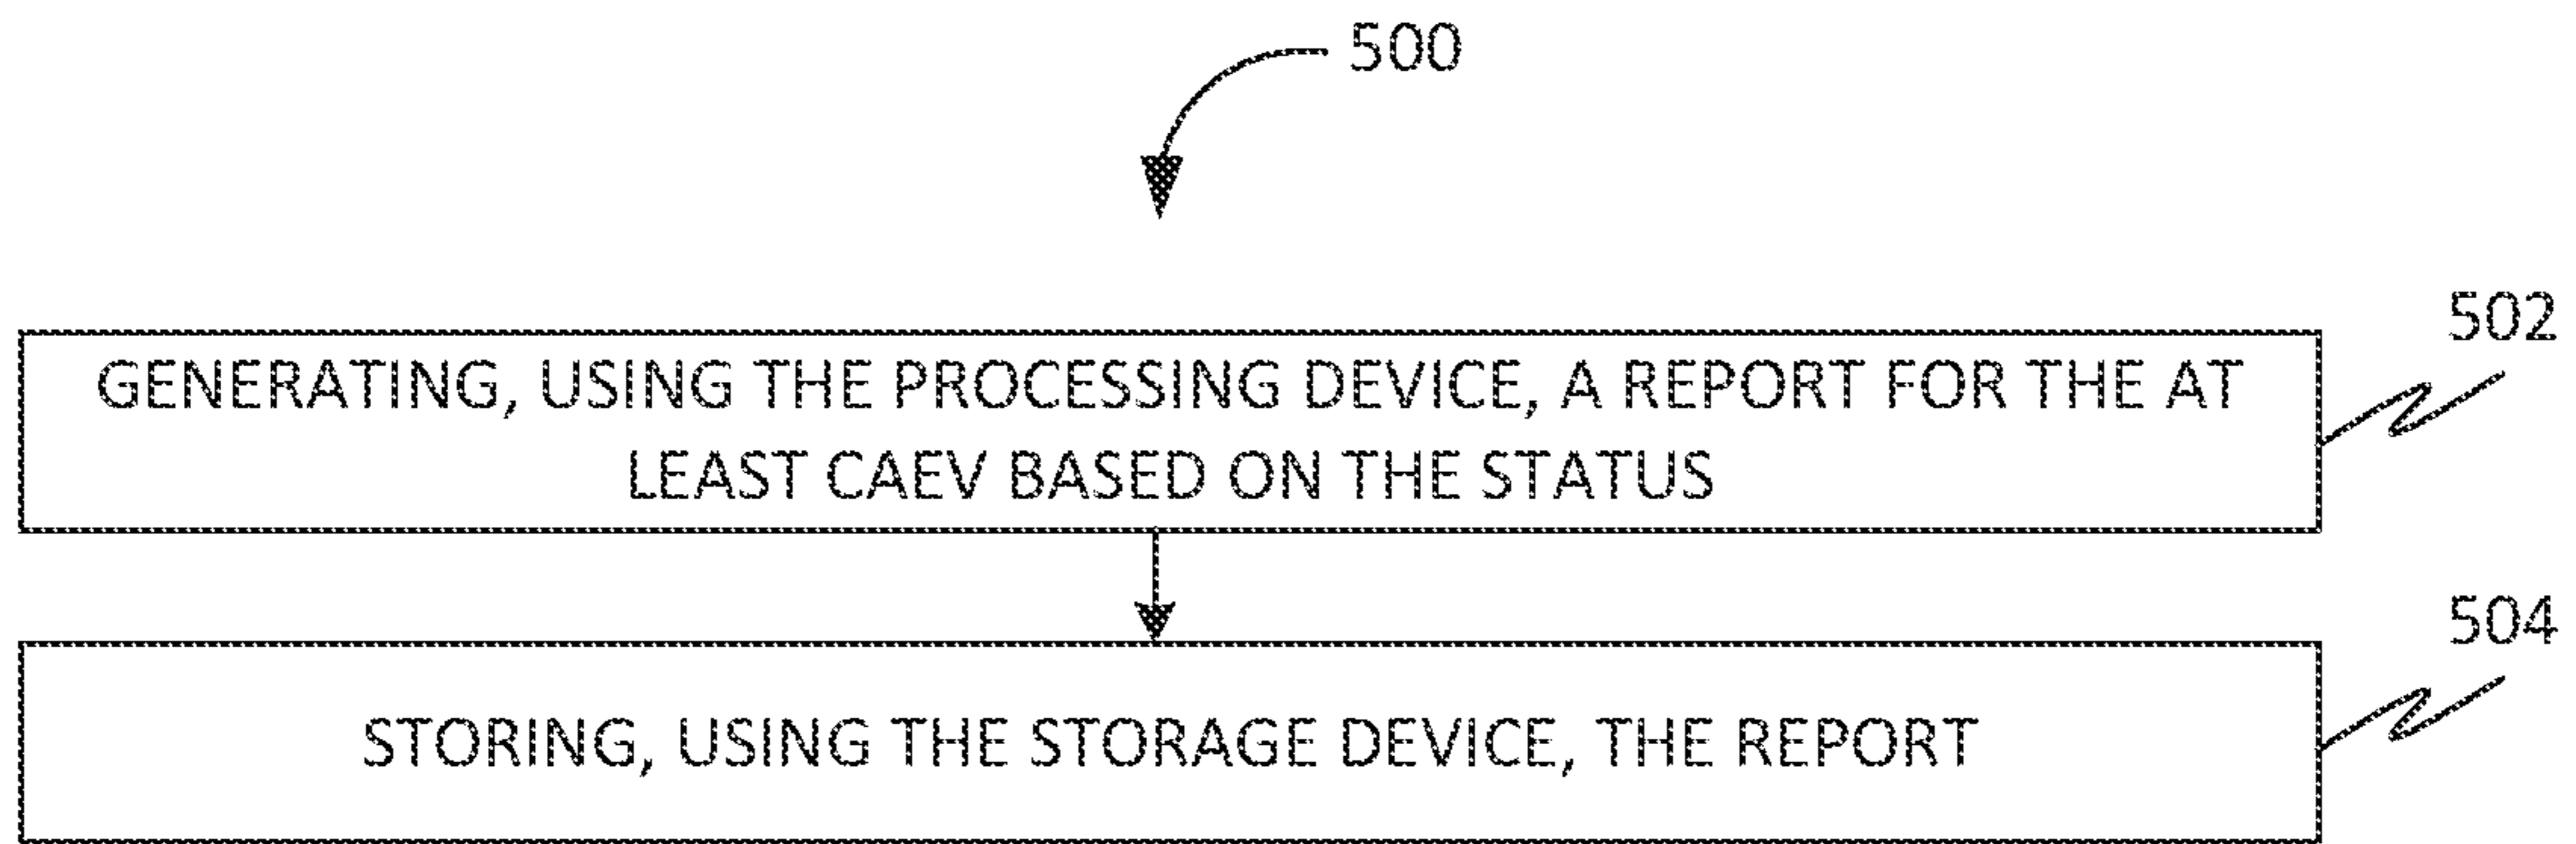 500
502
GENERATING, USING THE PROCESSING DEVICE, A REPORT FOR THE AT
LEAST CAEV BASED ON THE STATUS
504
STORING, USING THE STORAGE DEVICE, THE REPORT